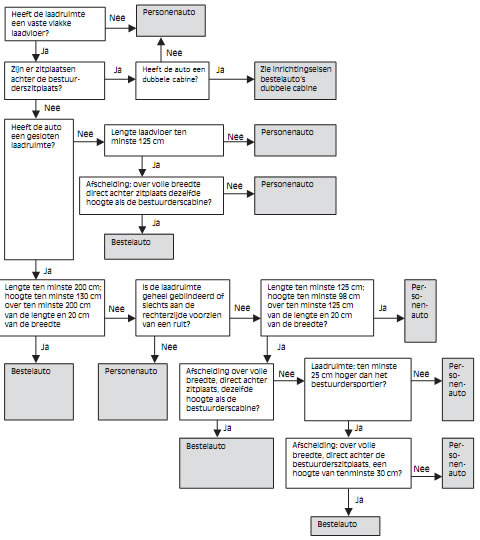 Heeft de laadruimte
een vaste vlakke
laadvloer?
Nee
Personenauto
Ja
Nee
Zijn er zitplaatsen
achter de bestuur-
derszitplaats?
Ja
Heeft de auto een
dubbele cabine?
Ja
Zie inrichtingseisen
bestelauto's
dubbele cabine
Nee
Heeft de auto
een gesloten
laadruimte?
Nee
Lengte laadvloer ten
minste 125 cm
Nee
Personenauto
Ja
Afscheiding: over volle breedte
direct achter zitplaats dezelfde
hoogte als de bestuurderscabine?
Nee
Personenauto
Ja
Bestelauto
Ja
Lengte ten minste 200 cm;
hoogte ten minste 130 cm
over ten minste 200 cm
van de lengte en 20 cm
van de breedte
Nee
Is de laadruimte
geheel geblindeerd of
slechts aan de
rechterzijde voorzien
van een ruit?
Nee
Lengte ten minste 125 cm;
hoogte ten minste 98 cm
over ten minste 125 cm
van de lengte en 20 cm
van de breedte?
Ja
Per-
so-
nen-
auto
Ja
Nee
Ja
Bestelauto
Personenauto
Afscheiding over volle
breedte, direct achter
zitplaats, dezelfde
hoogte als de
bestuurderscabine?
Nee
Laadruimte: ten minste
25 cm hoger dan het
bestuurdersportier?
Nee
Per-
so-
nen-
auto
Ja
Ja
Bestelauto
Afscheiding: over volle
breedte, direct achter de
bestuurderszitplaats, een
hoogte van tenminste 30 cm?
Nee
Per-
so-
nen-
auto
Ja
Bestelauto